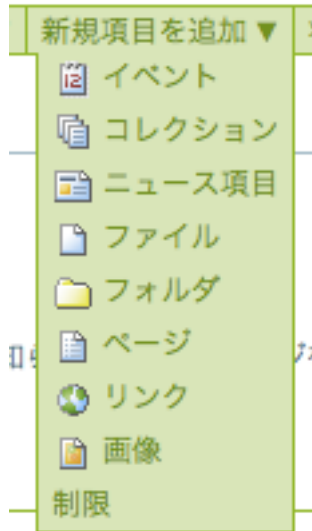 新規項目を追加 ▼
12
イベント
コレクション
ニュース項目
ファイル
フォルダ
ページ
リンク
画像
制限